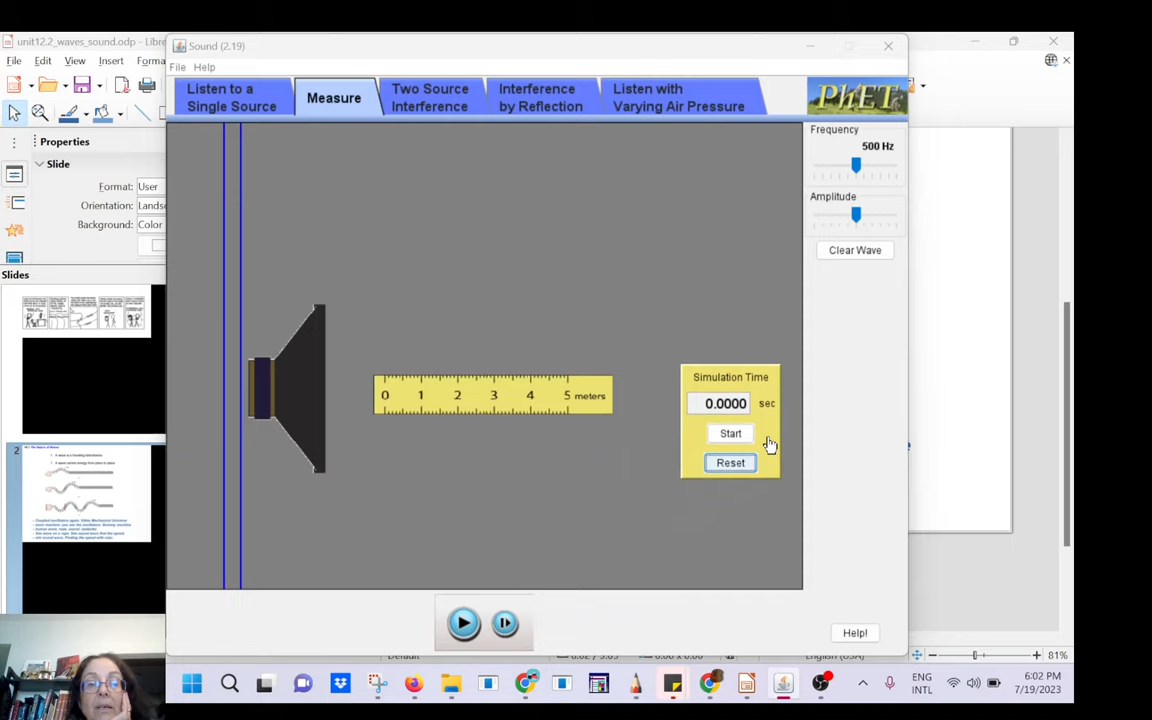 unit12.2_waves_sound.odp - Libre
File Edit View Insert Forma
Properties
Slide
Format: User
Orientation: Landsc
Background: Color
Slides
2
Sound (2.19)
File Help
Listen to a
Single Source
Measure
Two Source
Interference
Interference
by Reflection
Listen with
Varying Air Pressure
PhET
Frequency
500 Hz
Amplitude
Clear Wave
0 1 2 3 4 5 meters
Simulation Time
0.0000 sec
Start
Reset
Help!
Default
English (USA)
81%
ENG
INTL
6:02 PM
7/19/2023